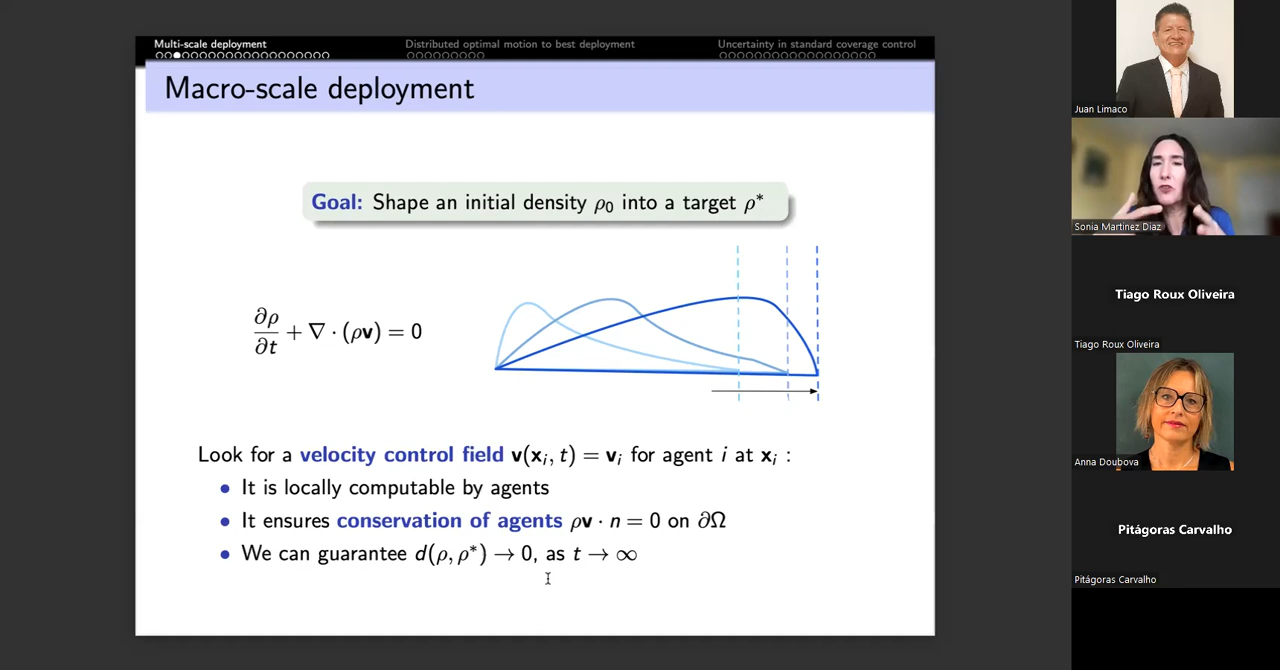 Multi-scale deployment
Distributed optimal motion to best deployment
Uncertainty in standard coverage control
Macro-scale deployment
Goal: Shape an initial density ρ₀ into a target ρ*
∂ρ/∂t + ∇ · (ρv) = 0
Look for a velocity control field v(xᵢ, t) = vᵢ for agent i at xᵢ :
• It is locally computable by agents
• It ensures conservation of agents ρv · n = 0 on ∂Ω
• We can guarantee d(ρ, ρ*) → 0, as t → ∞
Juan Limaco
Sonia Martinez Diaz
Tiago Roux Oliveira
Tiago Roux Oliveira
Anna Doubova
Pitágoras Carvalho
Pitágoras Carvalho